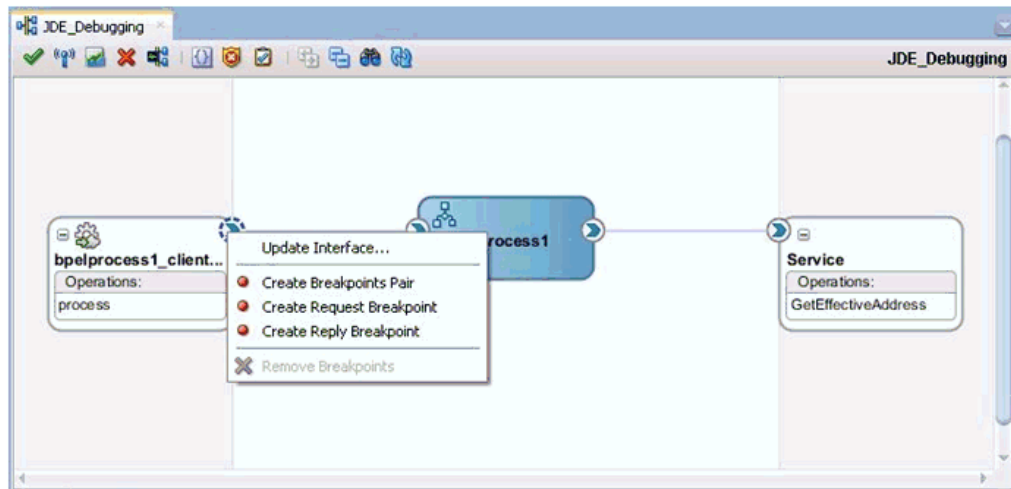 JDE_Debugging
JDE_Debugging
bpelprocess1_client...
Operations:
process
Update Interface...
Create Breakpoints Pair
Create Request Breakpoint
Create Reply Breakpoint
Remove Breakpoints
rocess1
Service
Operations:
GetEffectiveAddress